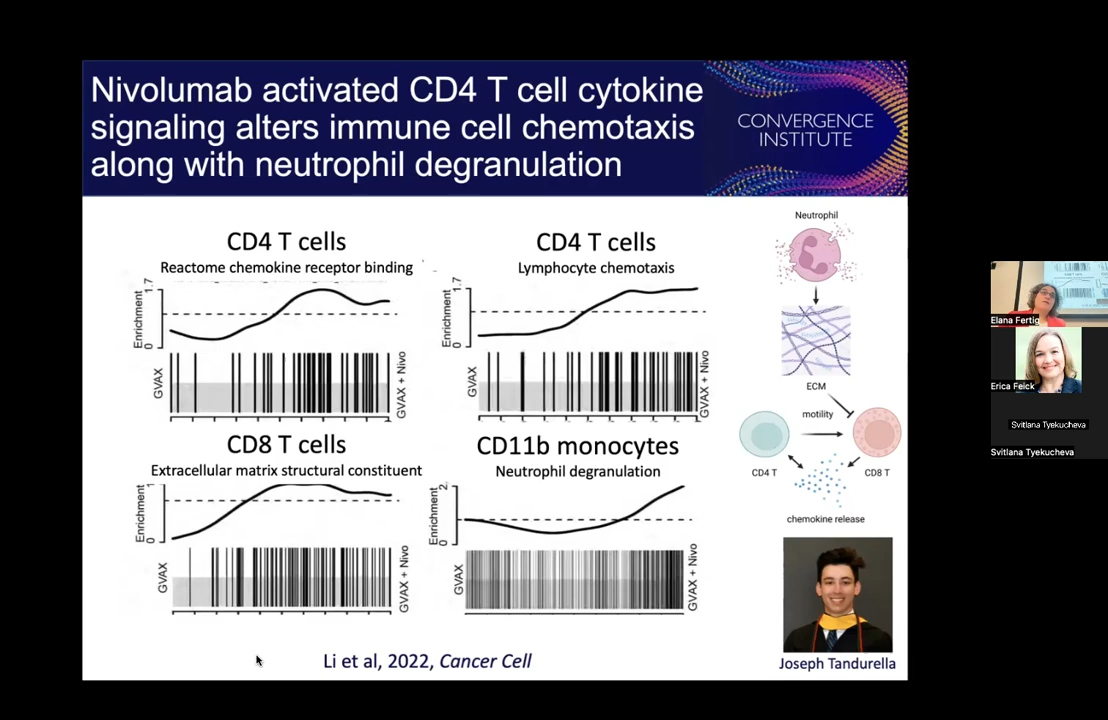 Nivolumab activated CD4 T cell cytokine
signaling alters immune cell chemotaxis
along with neutrophil degranulation
CONVERGENCE
INSTITUTE
CD4 T cells
Reactome chemokine receptor binding
Enrichment
0
1.7
GVAX
GVAX + Nivo
CD4 T cells
Lymphocyte chemotaxis
Enrichment
0
1.7
GVAX
GVAX + Nivo
CD8 T cells
Extracellular matrix structural constituent
Enrichment
0
1
GVAX
GVAX + Nivo
CD11b monocytes
Neutrophil degranulation
Enrichment
0
2
GVAX
GVAX + Nivo
Neutrophil
ECM
motility
CD4 T
CD8 T
chemokine release
Li et al, 2022, Cancer Cell
Joseph Tandurella
Elana Fertig
Erica Feick
Svitlana Tyekucheva
Svitlana Tyekucheva